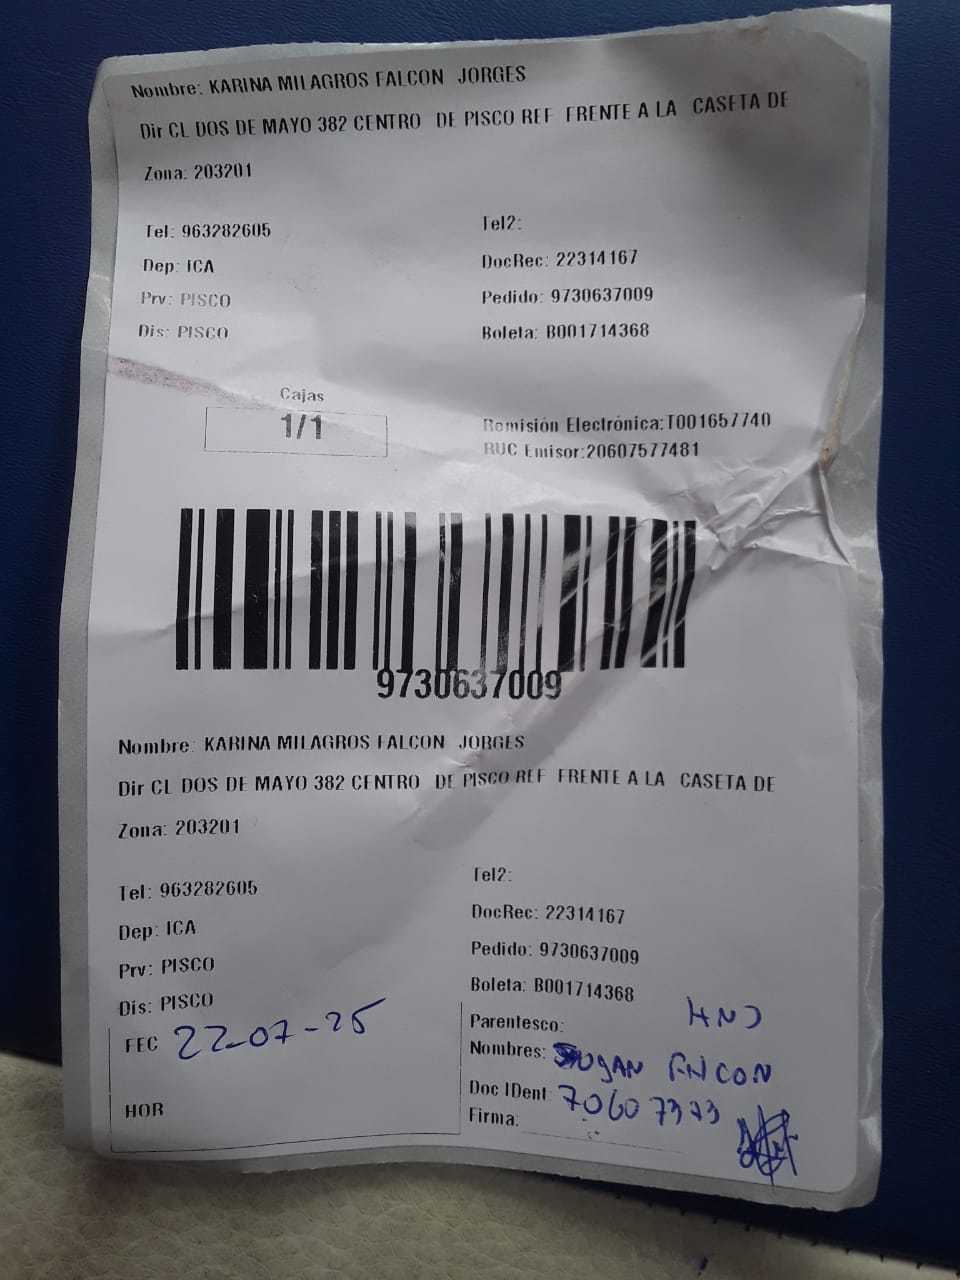 Nombre: KARINA MILAGROS FALCON JORGES
Dir CL DOS DE MAYO 382 CENTRO DE PISCO REF FRENTE A LA CASETA DE
Zona: 203201
Tel: 963282605 Tel2:
Dep: ICA DocRec: 22314167
Prv: PISCO Pedido: 9730637009
Dis: PISCO Boleta: B001714368
Cajas
1/1
Remisión Electrónica:T001657740
RUC Emisor:20607577481
9730637009
Nombre: KARINA MILAGROS FALCON JORGES
Dir CL DOS DE MAYO 382 CENTRO DE PISCO REF FRENTE A LA CASETA DE
Zona: 203201
Tel: 963282605 Tel2:
Dep: ICA DocRec: 22314167
Prv: PISCO Pedido: 9730637009
Dis: PISCO Boleta: B001714368
FEC 22-07-25 Parentesco:
Nombres: FALCON
Doc IDent:
HOR Firma: